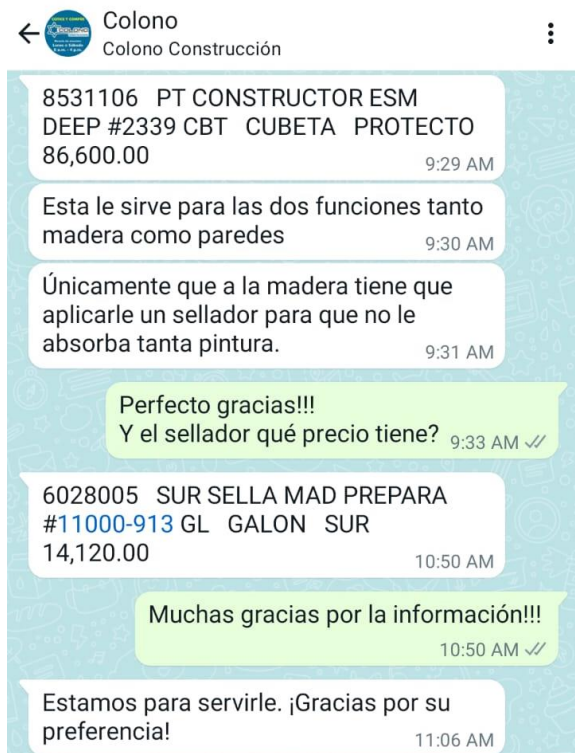 Colono
Colono Construcción
8531106 PT CONSTRUCTOR ESM
DEEP #2339 CBT CUBETA PROTECTO
86,600.00
9:29 AM
Esta le sirve para las dos funciones tanto
madera como paredes
9:30 AM
Únicamente que a la madera tiene que
aplicarle un sellador para que no le
absorba tanta pintura.
9:31 AM
Perfecto gracias!!!
Y el sellador qué precio tiene?
9:33 AM
6028005 SUR SELLA MAD PREPARA
#11000-913 GL GALON SUR
14,120.00
10:50 AM
Muchas gracias por la información!!!
10:50 AM
Estamos para servirle. ¡Gracias por su
preferencia!
11:06 AM